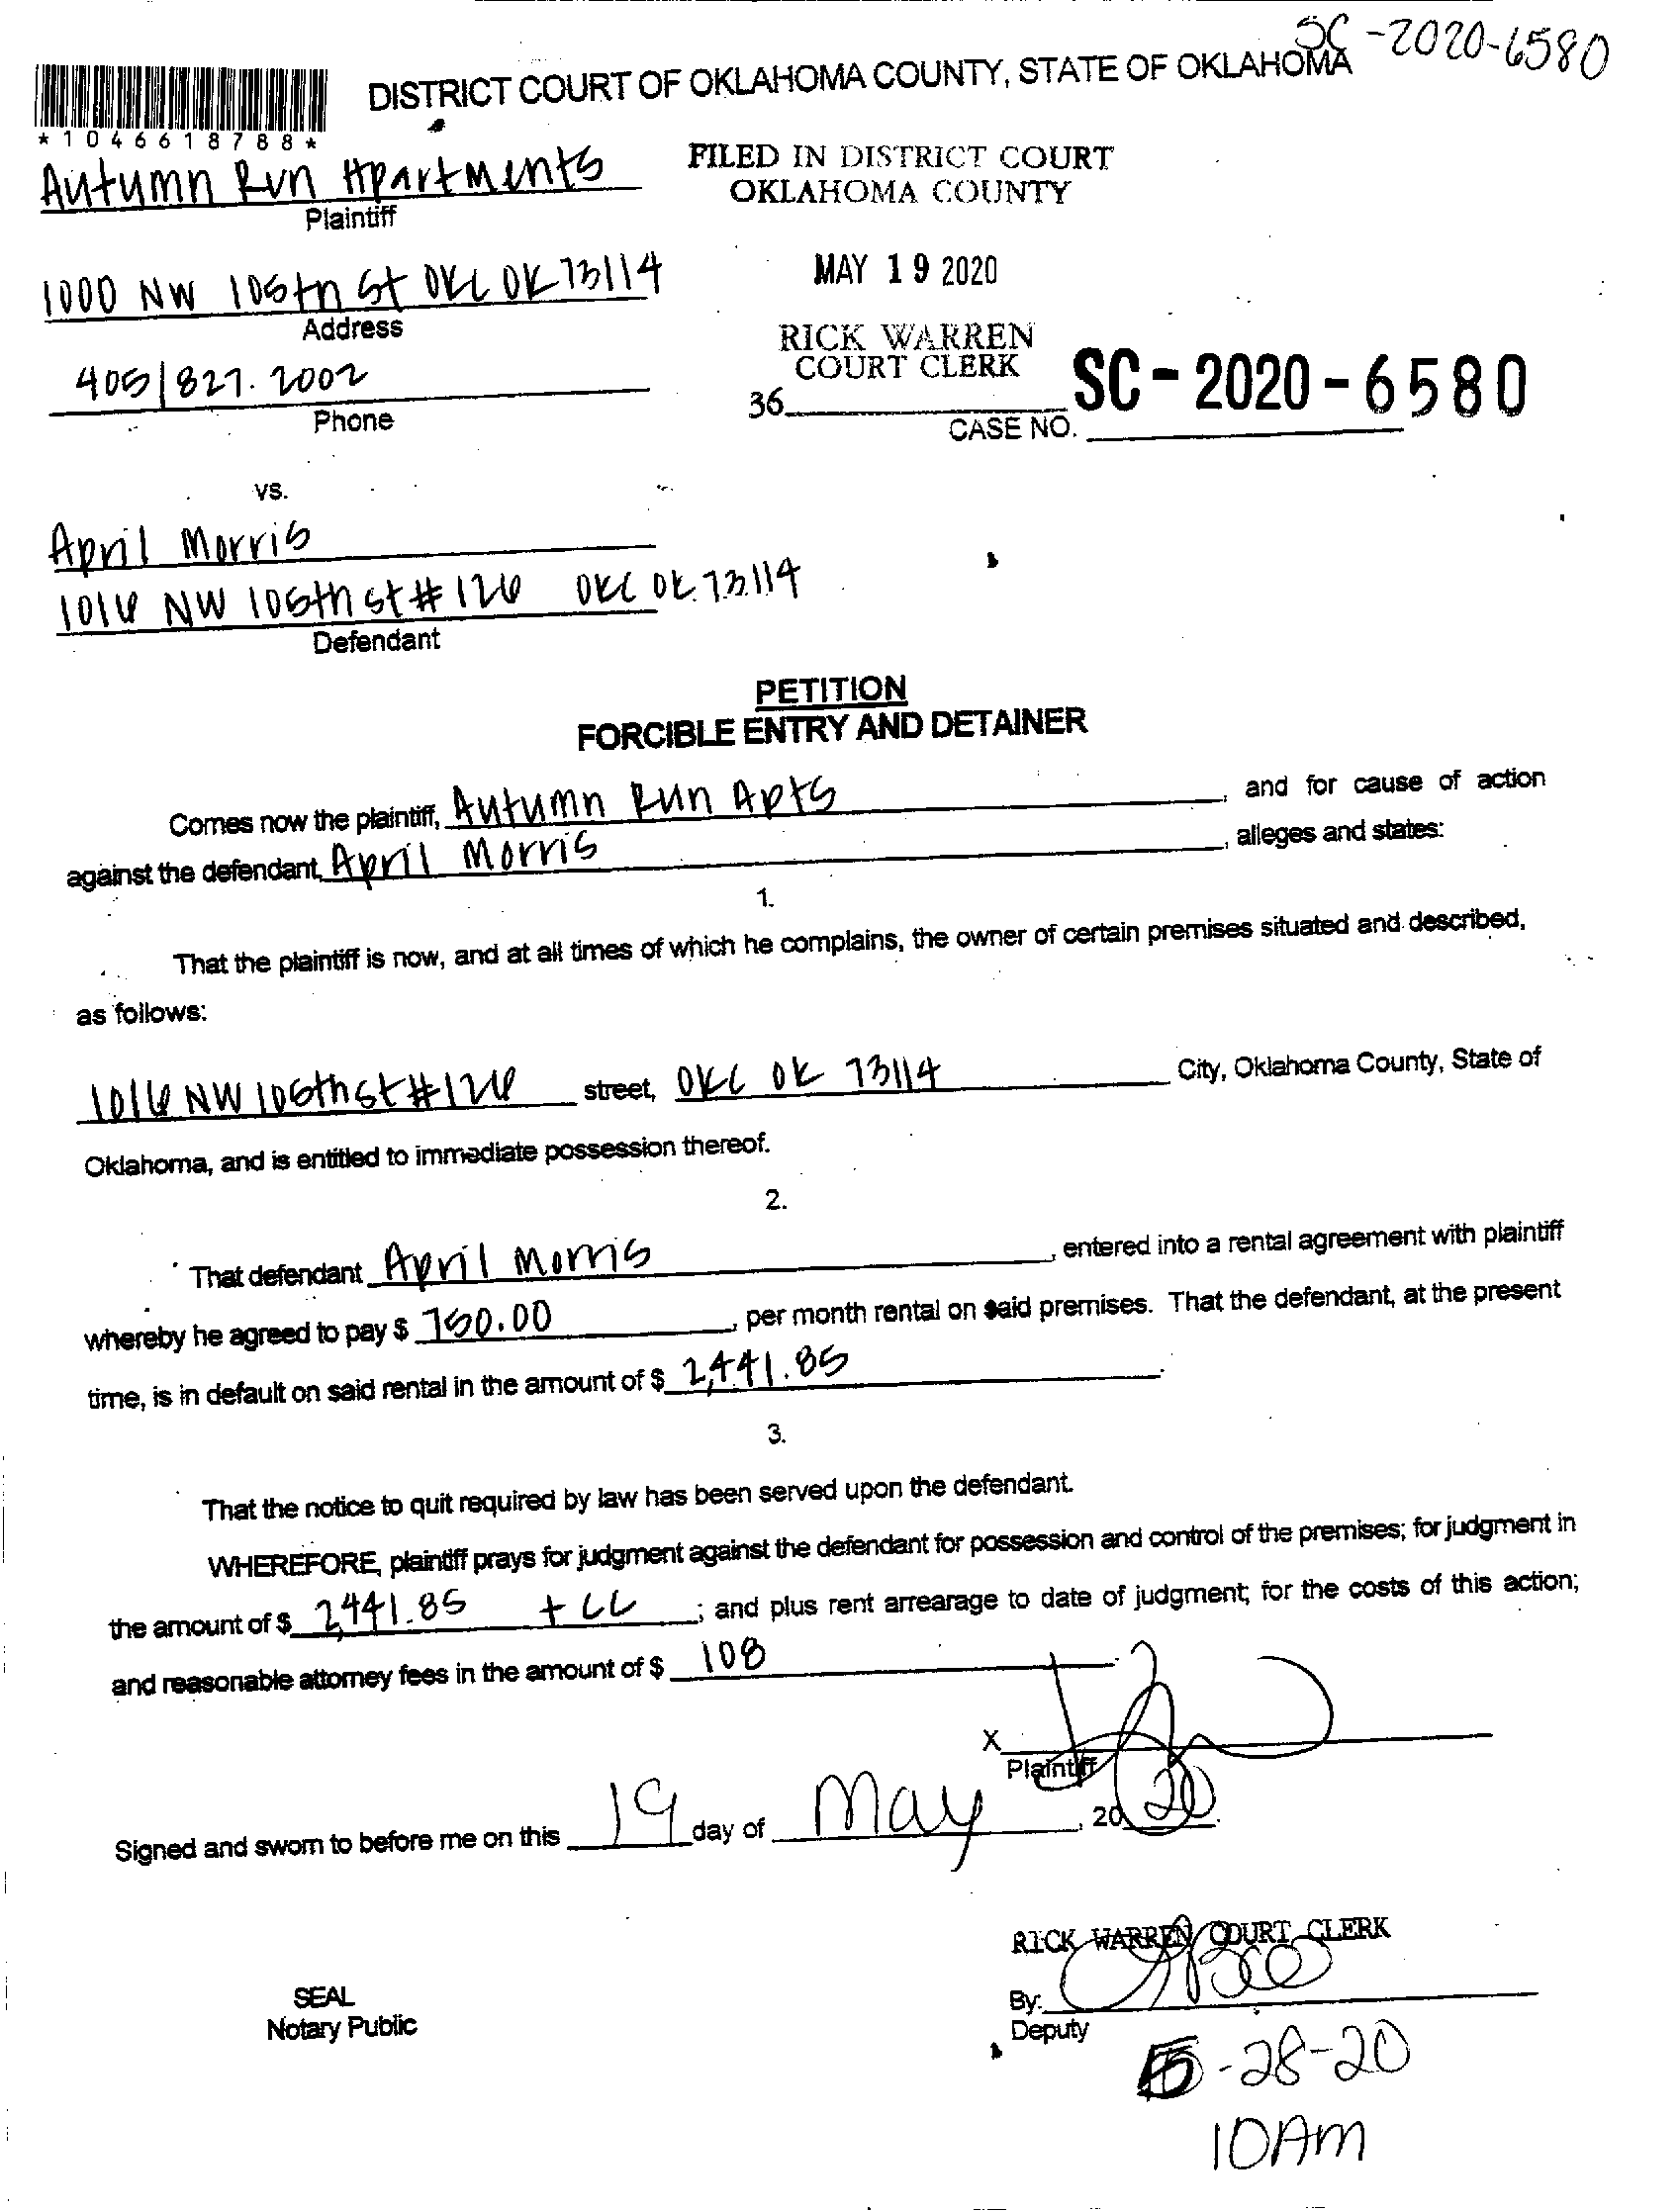 SC-2020-6580
DISTRICT COURT OF OKLAHOMA COUNTY, STATE OF OKLAHOMA
*1046618788*
Autumn Run Apartments
Plaintiff
FILED IN DISTRICT COURT
OKLAHOMA COUNTY
1000 NW 105th St OKC OK 73114
Address
MAY 19 2020
405/827.2002
Phone
RICK WARREN
COURT CLERK
36
SC-2020-6580
CASE NO.
vs.
April Morris
1016 NW 106th st # 126 OKC OK 73114
Defendant
PETITION
FORCIBLE ENTRY AND DETAINER
Comes now the plaintiff, Autumn Run Apts, and for cause of action
against the defendant, April Morris, alleges and states:
1.
That the plaintiff is now, and at all times of which he complains, the owner of certain premises situated and described,
as follows:
1016 NW 106th st #126 street, OKC OK 73114 City, Oklahoma County, State of
Oklahoma, and is entitled to immediate possession thereof.
2.
That defendant April Morris, entered into a rental agreement with plaintiff
whereby he agreed to pay $ 750.00, per month rental on said premises. That the defendant, at the present
time, is in default on said rental in the amount of $ 2,441.85.
3.
That the notice to quit required by law has been served upon the defendant.
WHEREFORE, plaintiff prays for judgment against the defendant for possession and control of the premises; for judgment in
the amount of $ 2,441.85 + CC; and plus rent arrearage to date of judgment; for the costs of this action;
and reasonable attorney fees in the amount of $ 108
X
Plaintiff
Signed and sworn to before me on this 19 day of May, 2020.
RICK WARREN COURT CLERK
By:
Deputy
SEAL
Notary Public
5-28-20
10AM